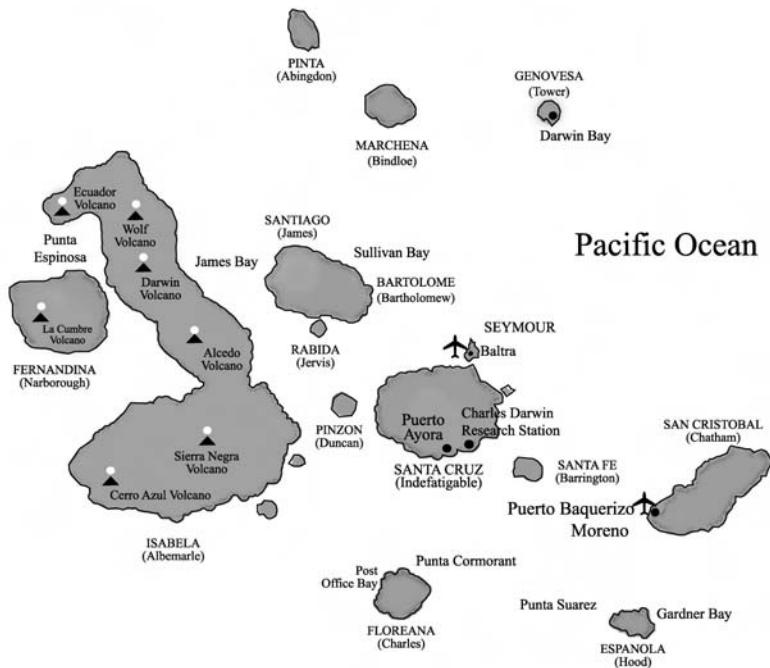 PINTA
(Abingdon)
GENOVESA
(Tower)
Darwin Bay
MARCHENA
(Bindloe)
Ecuador
Volcano
Wolf
Volcano
SANTIAGO
(James)
Punta
Espinosa
James Bay
Sullivan Bay
Pacific Ocean
Darwin
Volcano
BARTOLOME
(Bartholomew)
La Cumbre
Volcano
Alcedo
Volcano
SEYMOUR
Baltra
RABIDA
(Jervis)
FERNANDINA
(Narborough)
PINZON
(Duncan)
Puerto
Ayora
Charles Darwin
Research Station
SAN CRISTOBAL
(Chatham)
Sierra Negra
Volcano
SANTA CRUZ
(Indefatigable)
SANTA FE
(Barrington)
Cerro Azul Volcano
Puerto Baquerizo
Moreno
ISABELA
(Albemarle)
Punta Cormorant
Post
Office Bay
FLOREANA
(Charles)
Punta Suarez
Gardner Bay
ESPANOLA
(Hood)